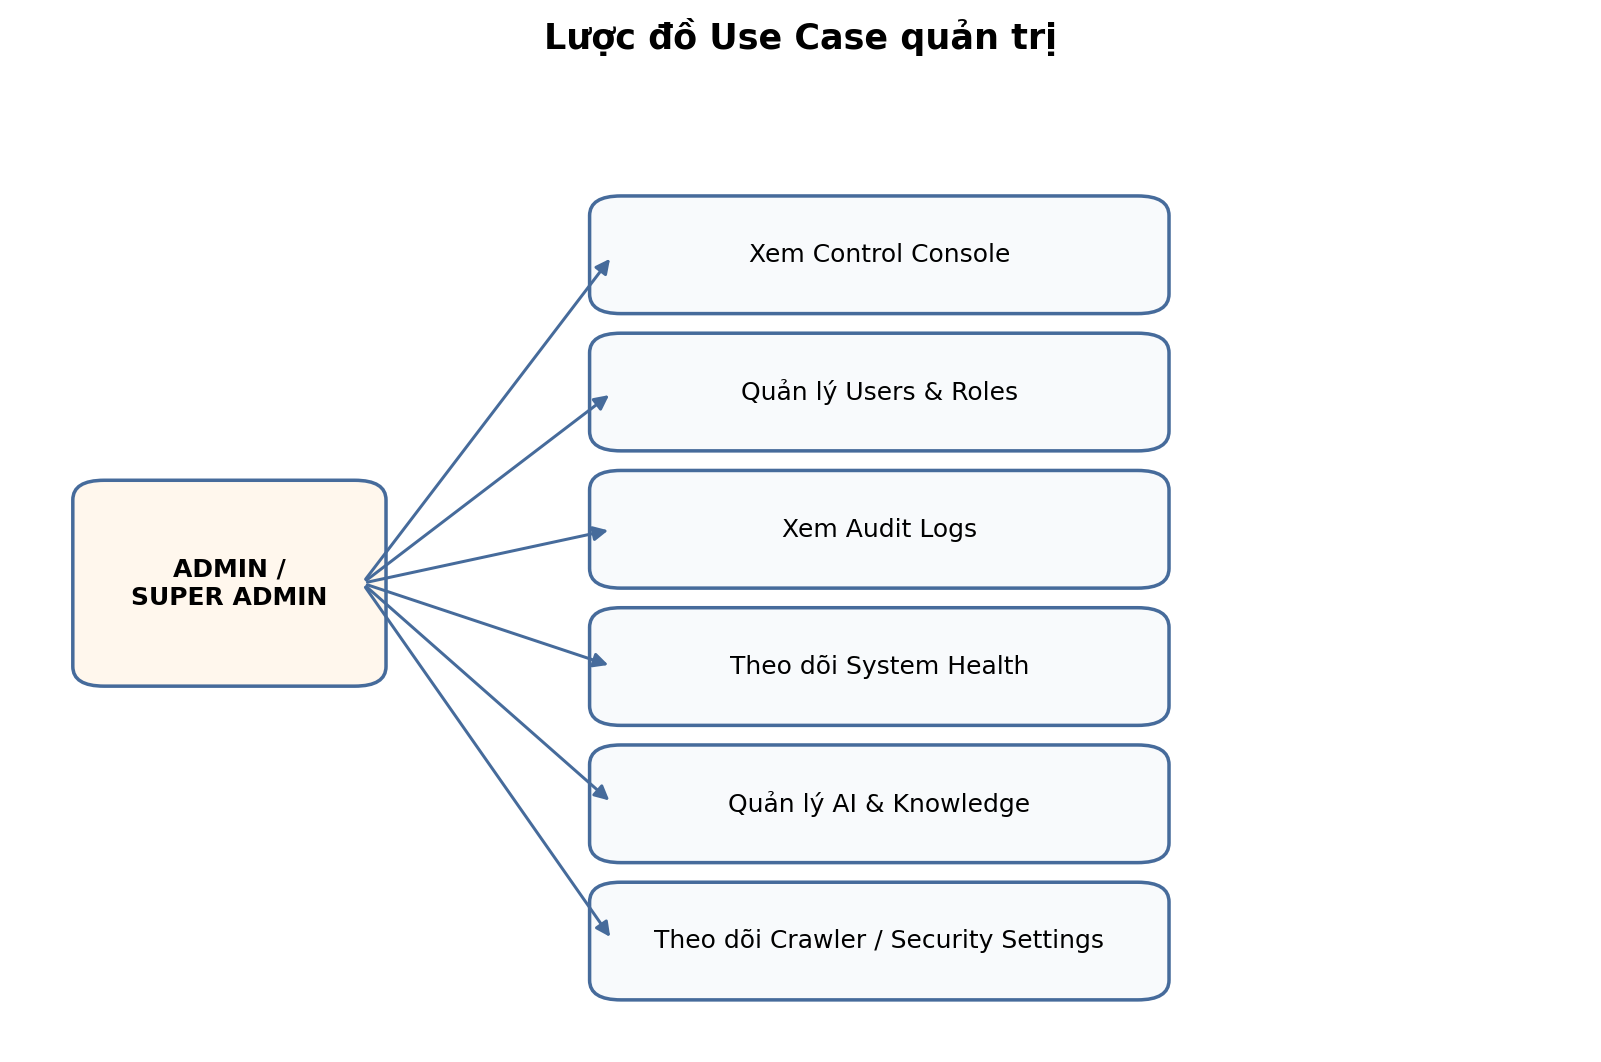 Lược đồ Use Case quản trị
Xem Control Console
Quản lý Users & Roles
Xem Audit Logs
ADMIN /
SUPER ADMIN
Theo dõi System Health
Quản lý AI & Knowledge
Theo dõi Crawler / Security Settings